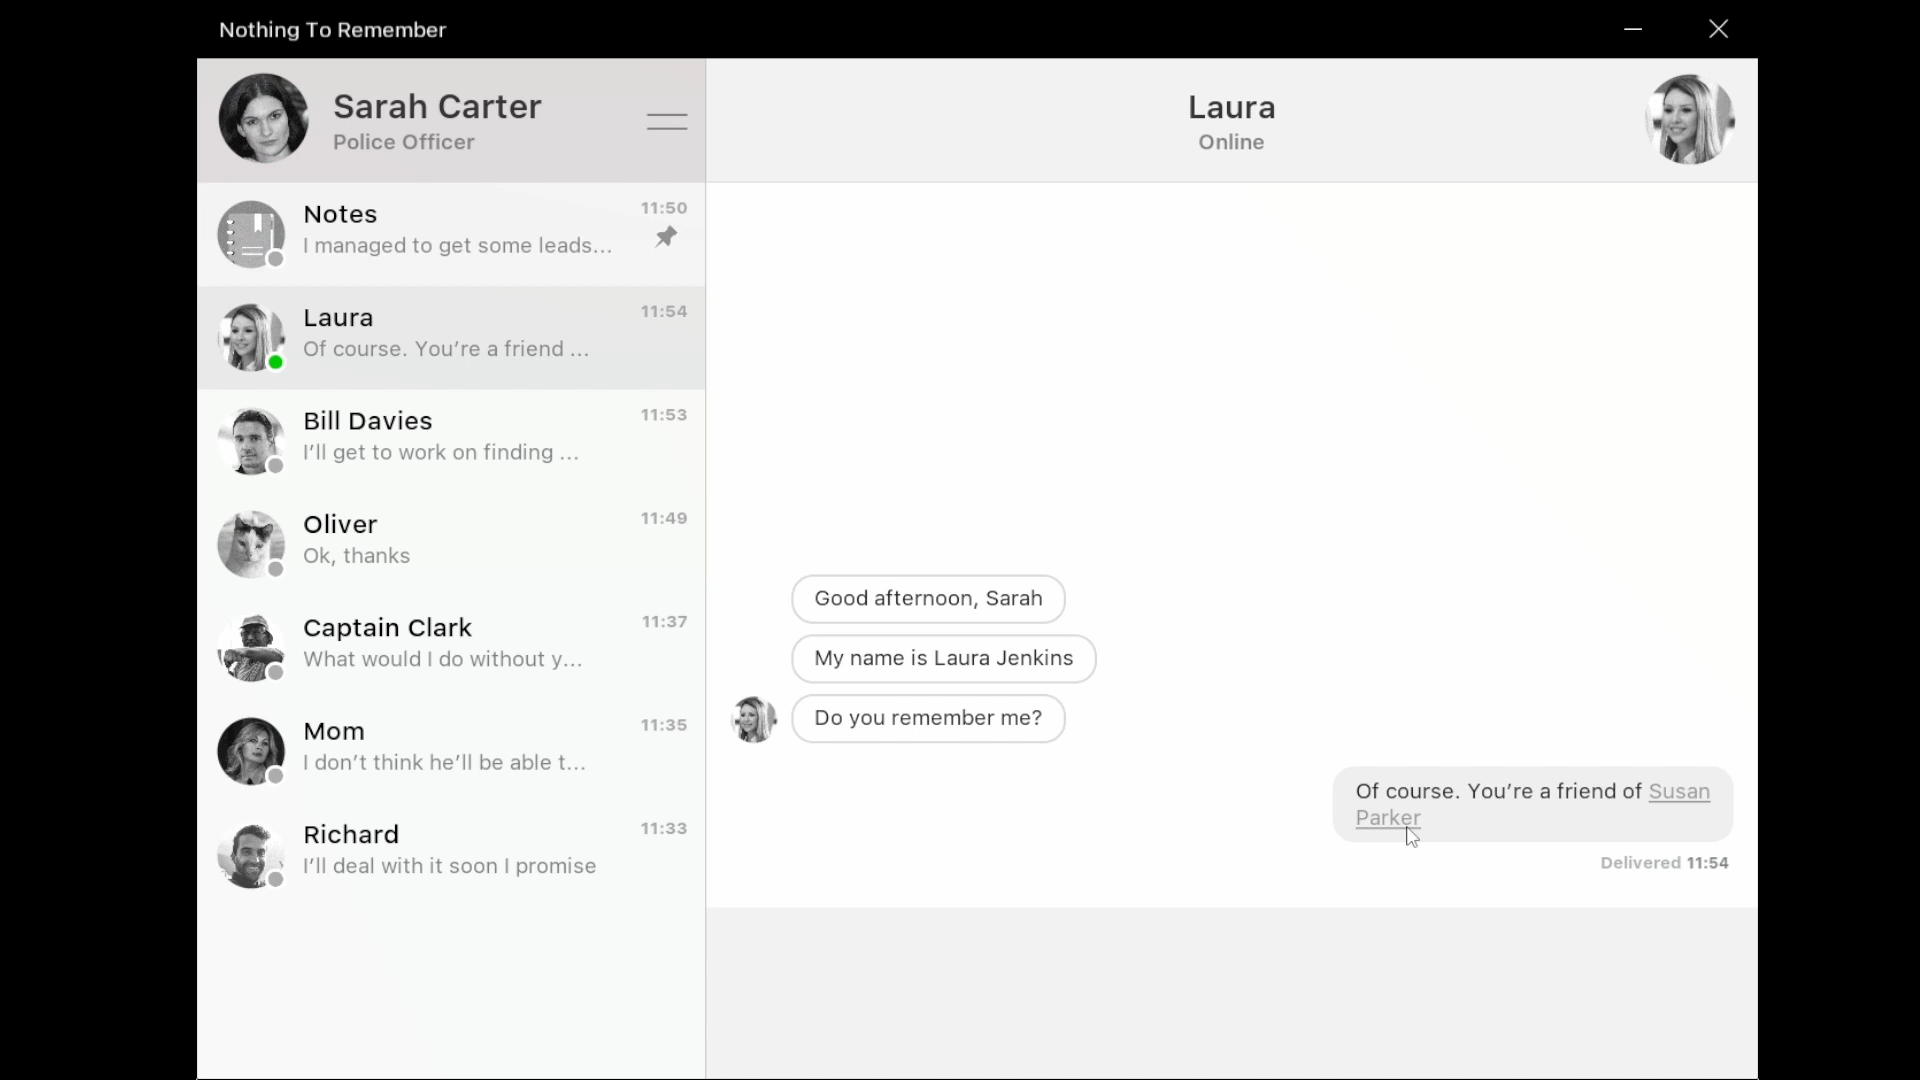 Nothing To Remember
Sarah Carter
Police Officer
Notes
11:50
I managed to get some leads...
Laura
11:54
Of course. You’re a friend ...
Bill Davies
11:53
I’ll get to work on finding ...
Oliver
11:49
Ok, thanks
Captain Clark
11:37
What would I do without y...
Mom
11:35
I don’t think he’ll be able t...
Richard
11:33
I’ll deal with it soon I promise
Laura
Online
Good afternoon, Sarah
My name is Laura Jenkins
Do you remember me?
Of course. You’re a friend of Susan
Parker
Delivered 11:54